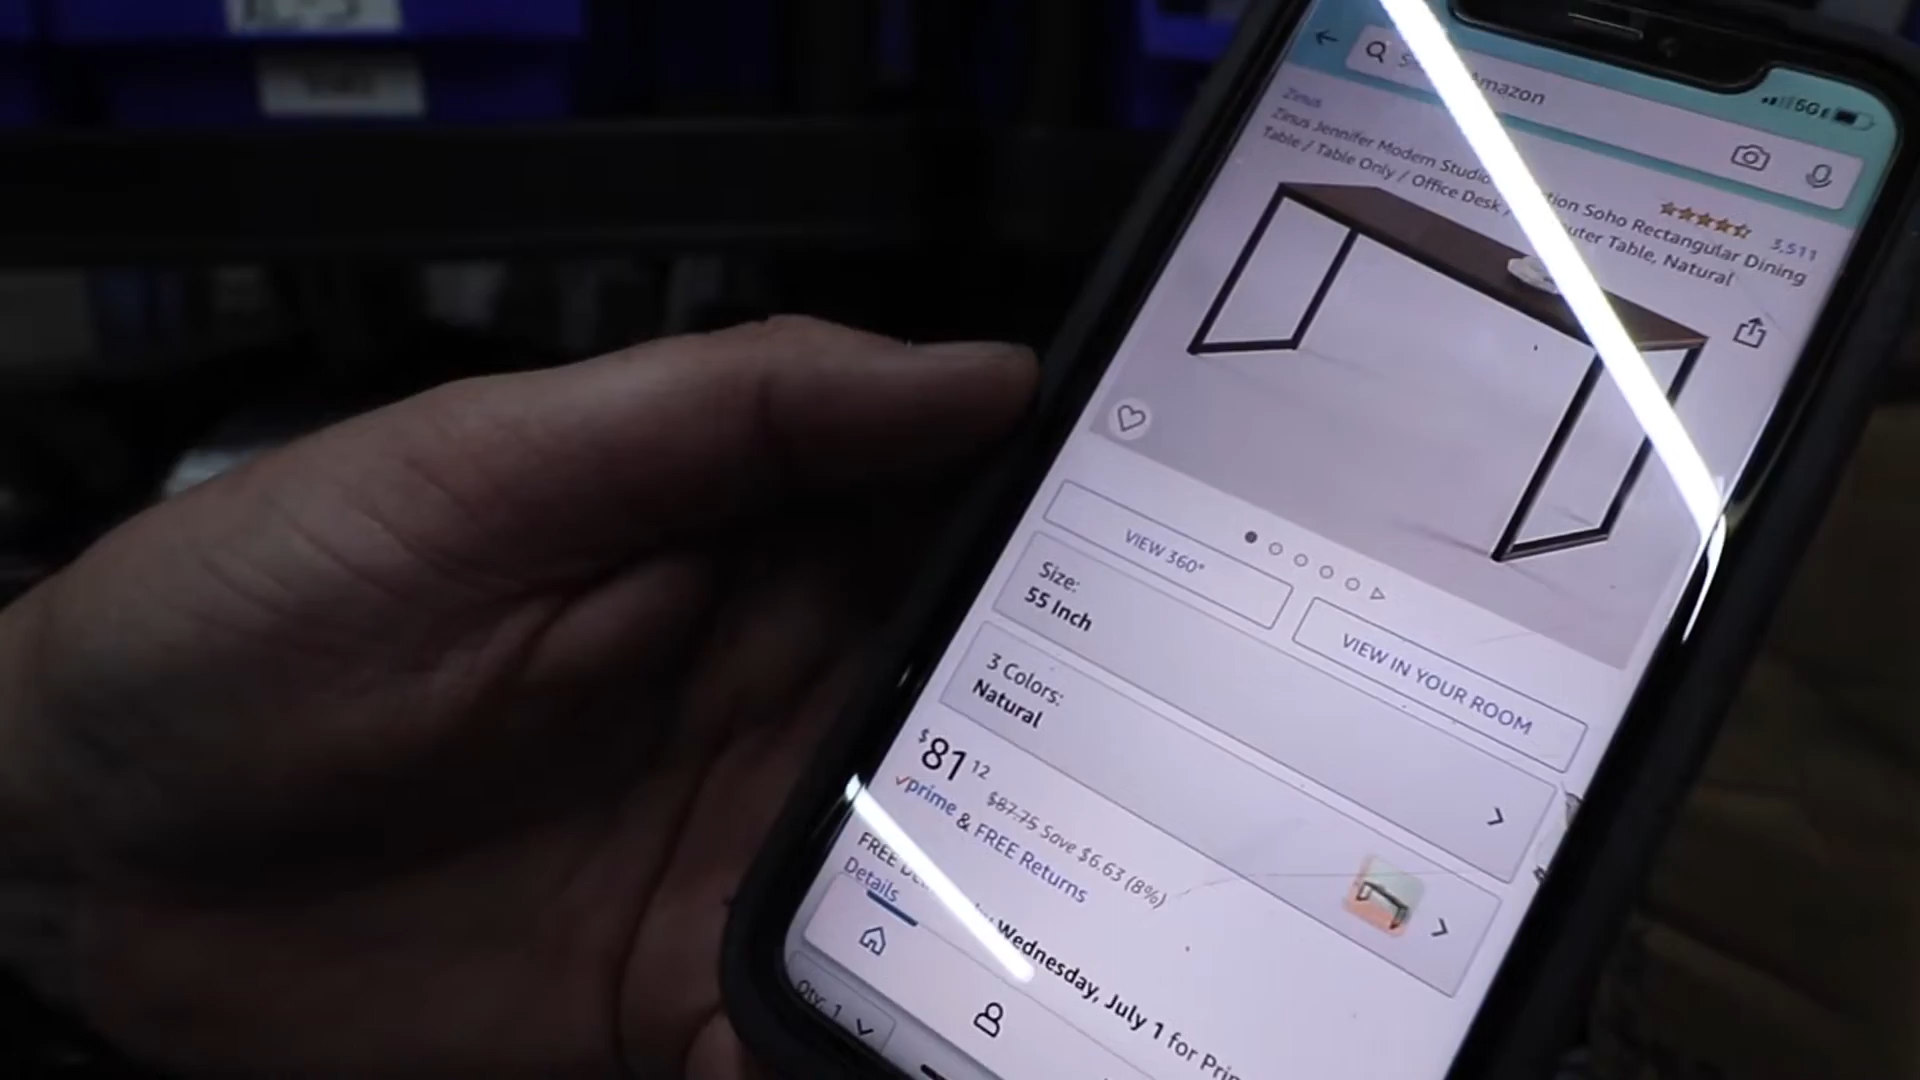 Amazon
5G
Zinus
Zinus Jennifer Modern Studio Soho Rectangular Dining
Table / Table Only / Office Desk / Table, Natural
3,511
VIEW 360°
VIEW IN YOUR ROOM
Size:
55 Inch
3 Colors:
Natural
$81 12
$87.75 Save $6.63 (8%)
prime & FREE Returns
FREE Wednesday, July 1 for
Details
Qty: 1